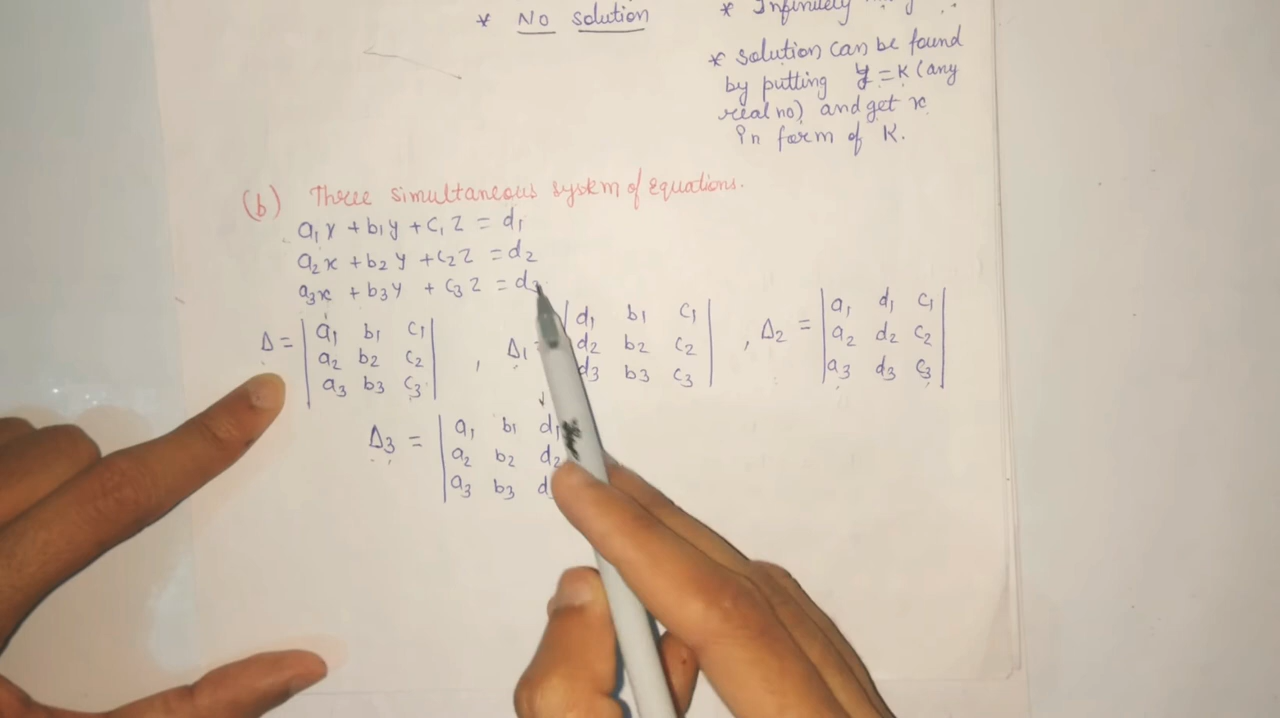 * No solution
* Infinitely
* solution can be found
by putting y = K (any
real no) and get x
in form of K.
(b) Three simultaneous system of equations.
a₁x + b₁y + c₁z = d₁
a₂x + b₂y + c₂z = d₂
a₃x + b₃y + c₃z = d₃
Δ = | a₁ b₁ c₁ | , Δ₁ = | d₁ b₁ c₁ | , Δ₂ = | a₁ d₁ c₁ |
| a₂ b₂ c₂ | | d₂ b₂ c₂ | | a₂ d₂ c₂ |
| a₃ b₃ c₃ | | d₃ b₃ c₃ | | a₃ d₃ c₃ |
Δ₃ = | a₁ b₁ d₁
| a₂ b₂ d₂
| a₃ b₃ d